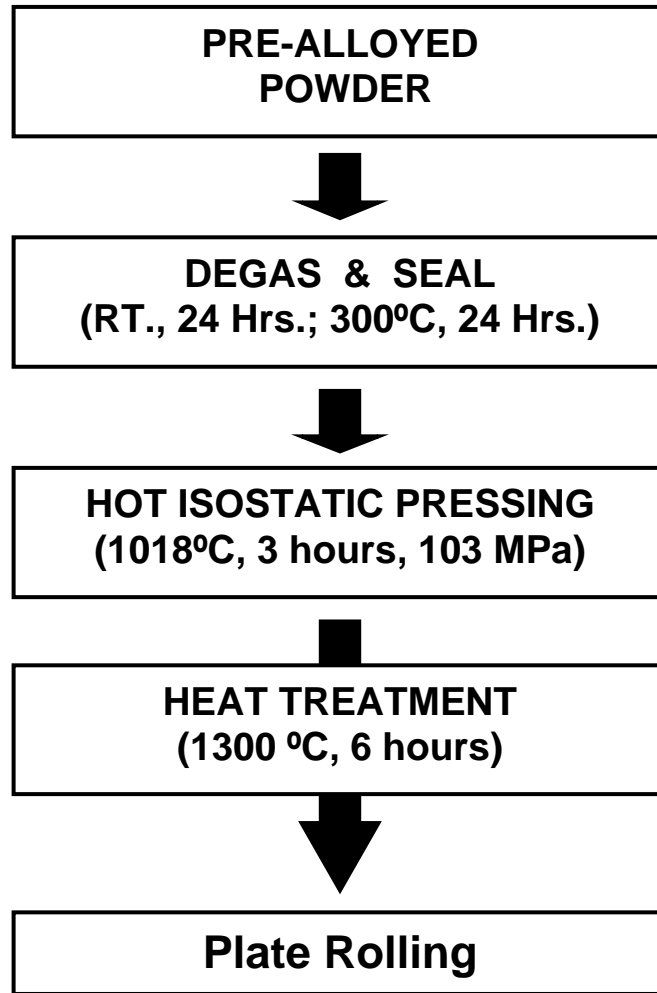 PRE-ALLOYED
POWDER
DEGAS & SEAL
(RT., 24 Hrs.; 300ºC, 24 Hrs.)
HOT ISOSTATIC PRESSING
(1018ºC, 3 hours, 103 MPa)
HEAT TREATMENT
(1300 ºC, 6 hours)
Plate Rolling